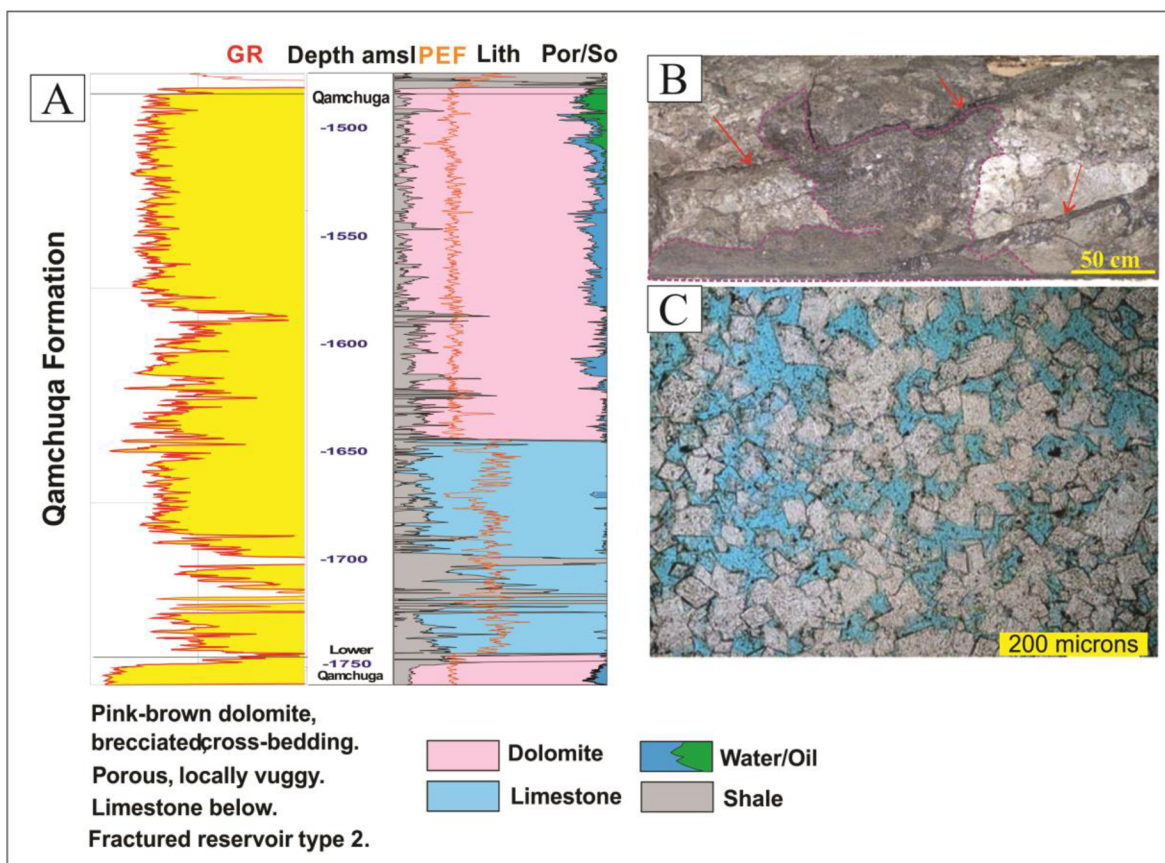 GR Depth amsl PEF Lith Por/So
A
Qamchuga
-1500
-1550
-1600
-1650
-1700
Lower
-1750
Qamchuga
Qamchuqa Formation
B
50 cm
C
200 microns
Pink-brown dolomite,
brecciated,cross-bedding.
Porous, locally vuggy.
Limestone below.
Fractured reservoir type 2.
Dolomite
Water/Oil
Limestone
Shale